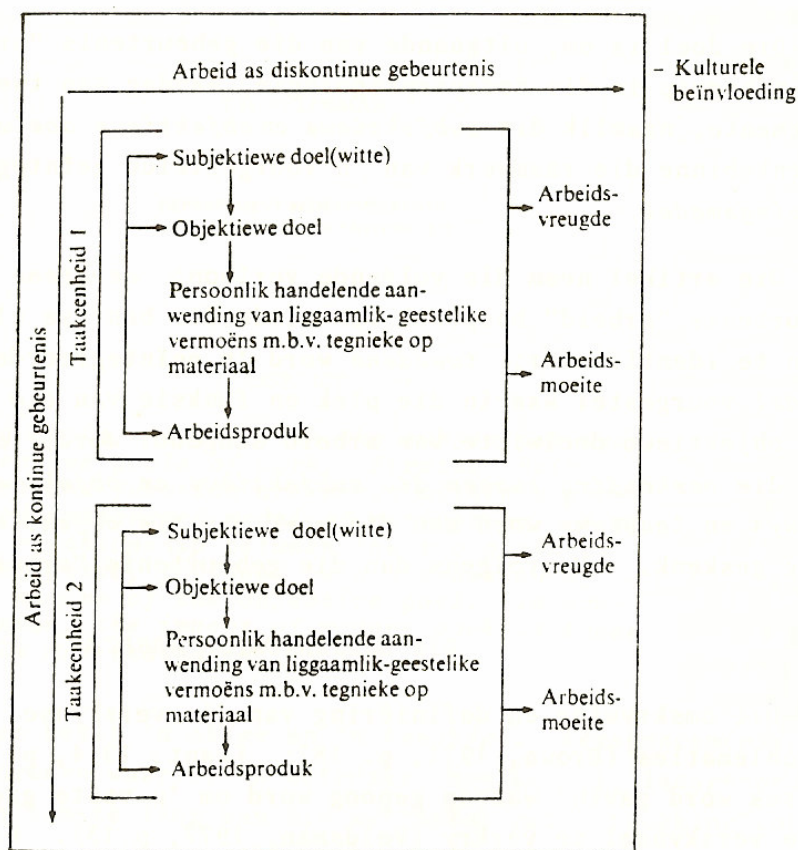 Arbeid as diskontinue gebeurtenis
– Kulturele
beïnvloeding
Arbeid as kontinue gebeurtenis
Taakeenheid 1
Subjektiewe doel(witte)
Objektiewe doel
Persoonlik handelende aan-
wending van liggaamlik- geestelike
vermoëns m.b.v. tegnieke op
materiaal
Arbeidsproduk
Arbeids-
vreugde
Arbeids-
moeite
Taakeenheid 2
Subjektiewe doel(witte)
Objektiewe doel
Persoonlik handelende aan-
wending van liggaamlik-geestelike
vermoëns m.b.v. tegnieke op
materiaal
Arbeidsproduk
Arbeids-
vreugde
Arbeids-
moeite